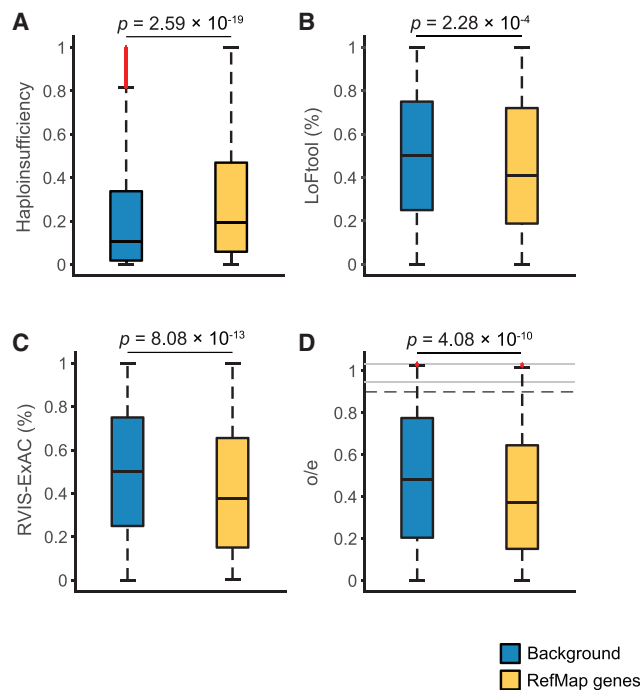 A
p = 2.59 × 10-19
Haploinsufficiency
1
0.8
0.6
0.4
0.2
0
B
p = 2.28 × 10-4
LoFtool (%)
1
0.8
0.6
0.4
0.2
0
C
p = 8.08 × 10-13
RVIS-ExAC (%)
1
0.8
0.6
0.4
0.2
0
D
p = 4.08 × 10-10
o/e
1
0.8
0.6
0.4
0.2
0
Background
RefMap genes